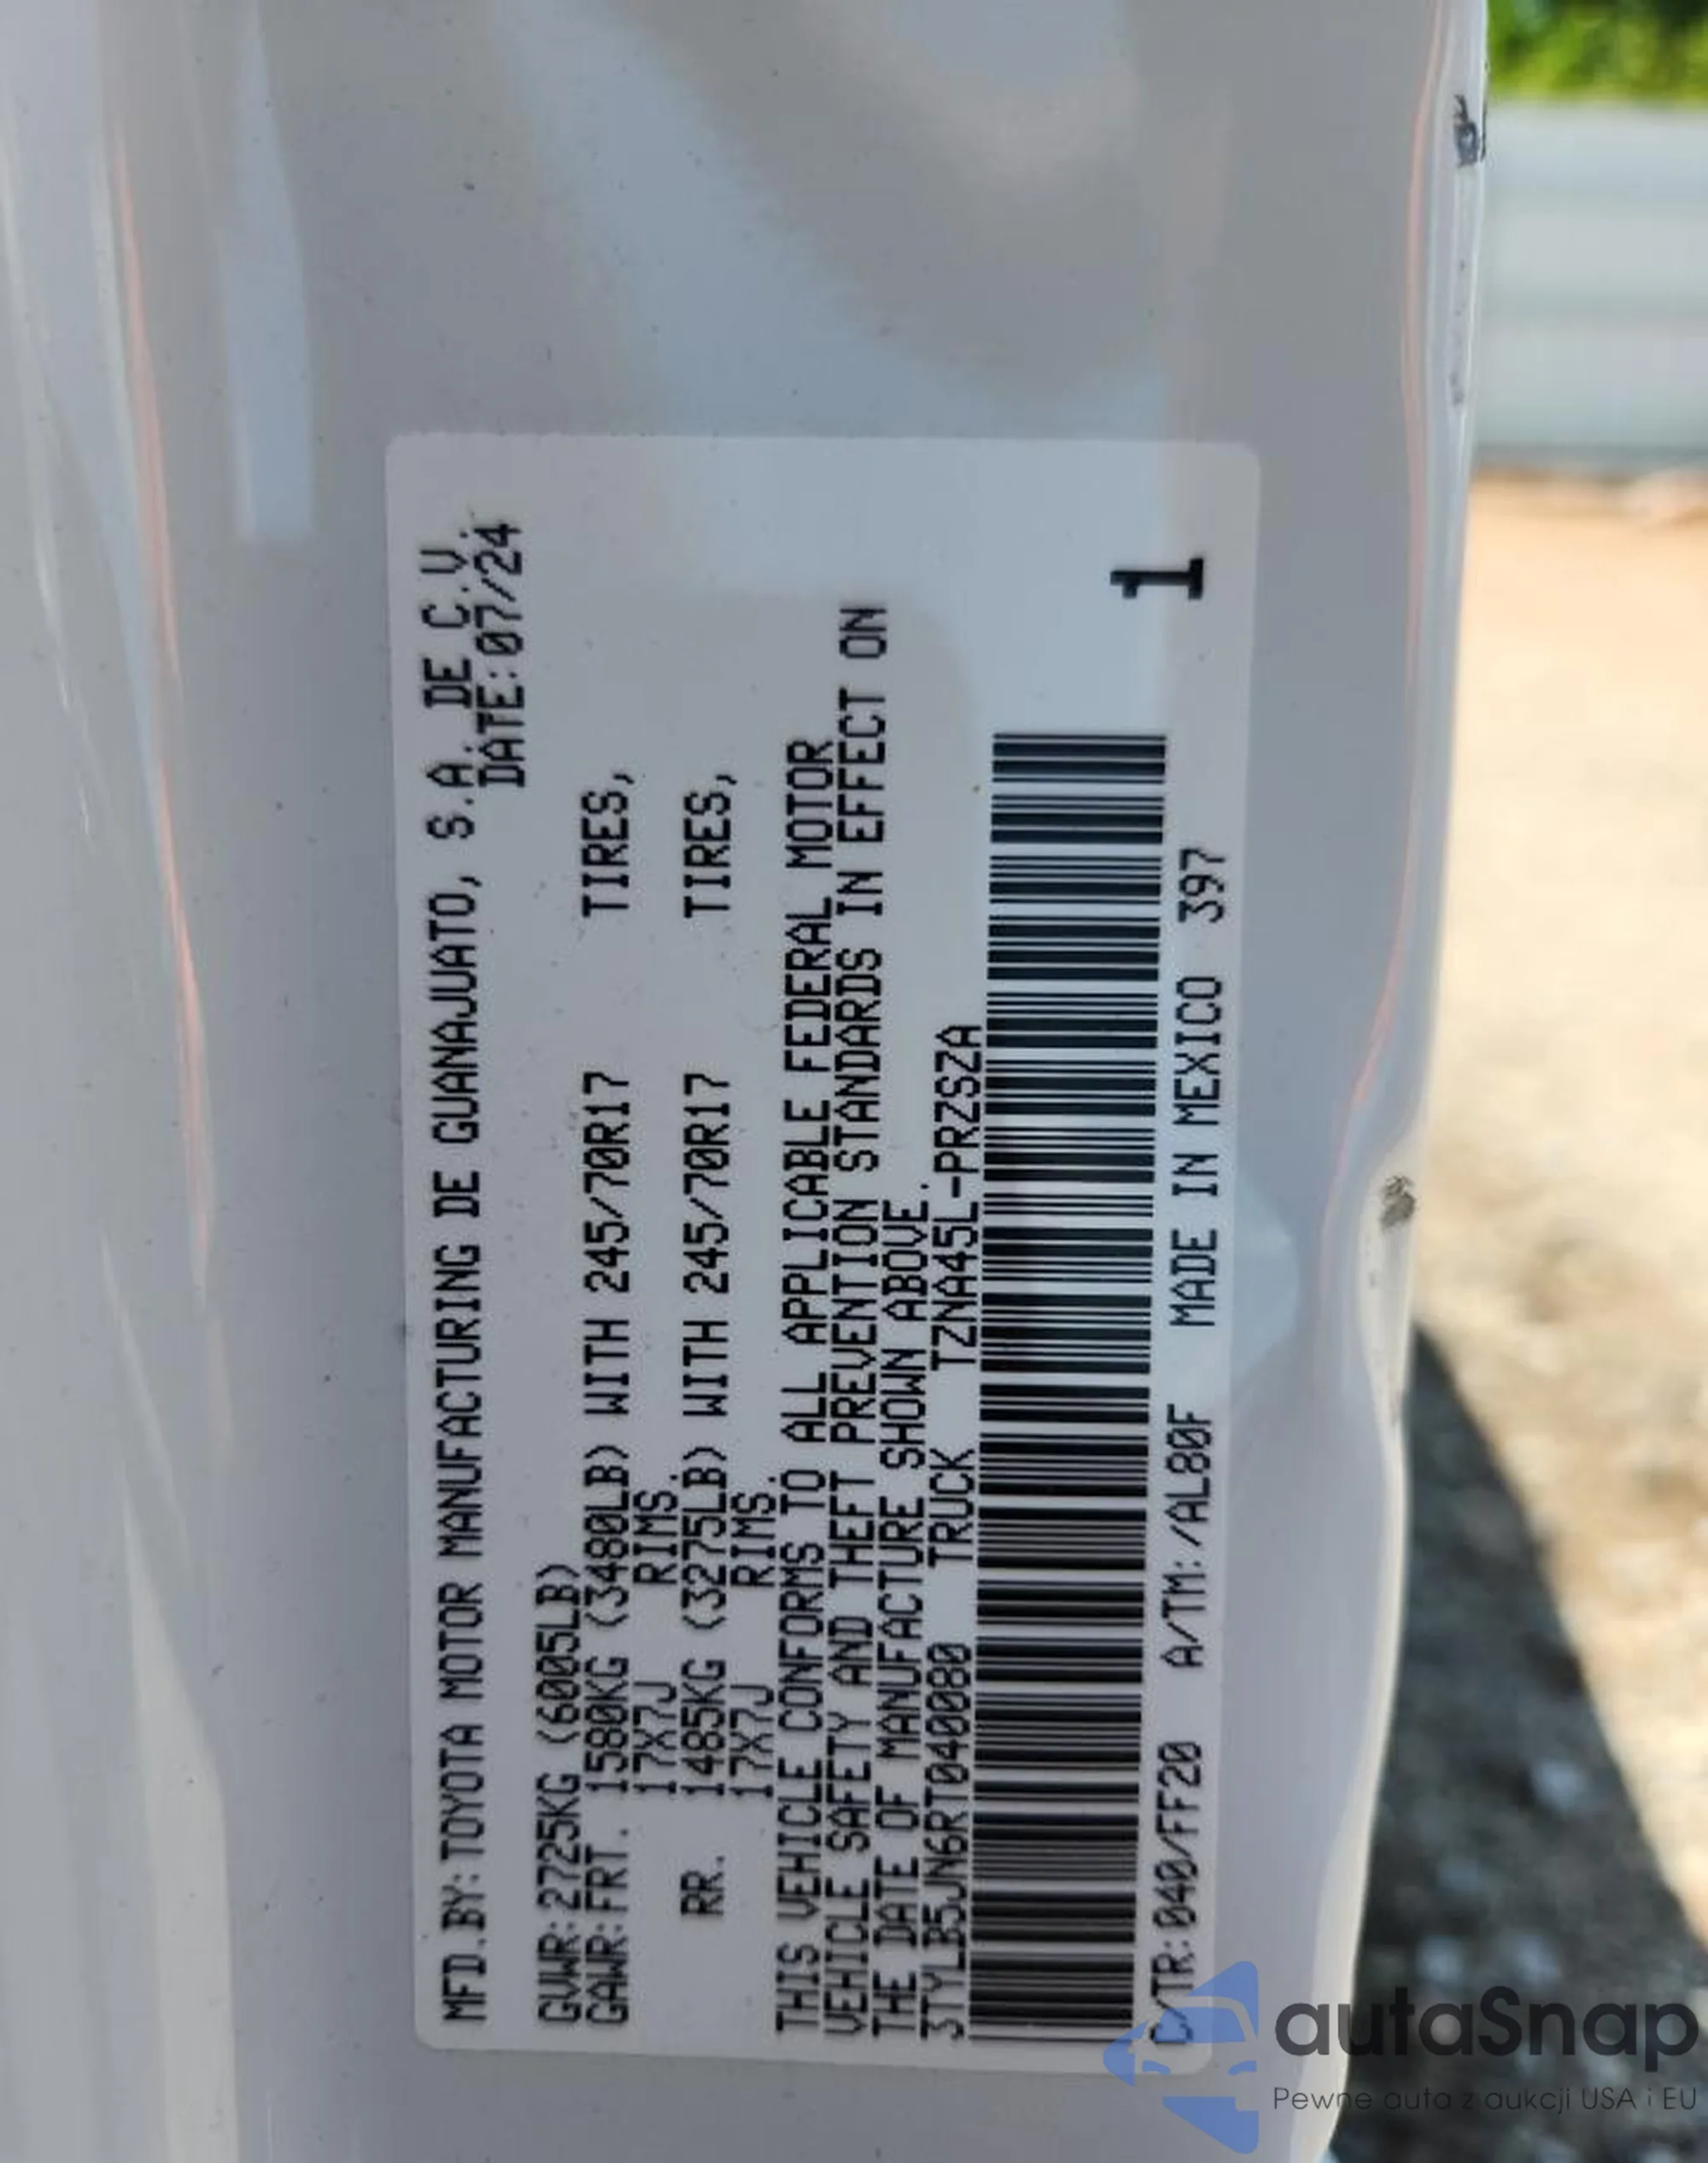 MFD.BY:TOYOTA MOTOR MANUFACTURING DE GUANAJUATO, S.A. DE C.V.
DATE:07/24
GVWR:2725KG (6005LB)
GAWR:FRT. 1580KG (3480LB) WITH 245/70R17 TIRES,
17X7J RIMS.
RR. 1485KG (3275LB) WITH 245/70R17 TIRES,
17X7J RIMS.
THIS VEHICLE CONFORMS TO ALL APPLICABLE FEDERAL MOTOR
VEHICLE SAFETY AND THEFT PREVENTION STANDARDS IN EFFECT ON
THE DATE OF MANUFACTURE SHOWN ABOVE.
3TYLB5JN6RT040080 TRUCK TZNA45L-PRZSZA
1
C/TR:040/FF20 A/TM:/AL80F MADE IN MEXICO 397
autaSnap
Pewne auta z aukcji USA i EU